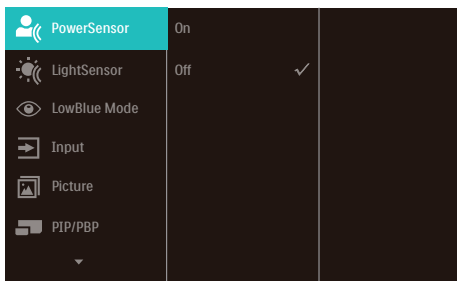 PowerSensor
On
LightSensor
Off
LowBlue Mode
Input
Picture
PIP/PBP